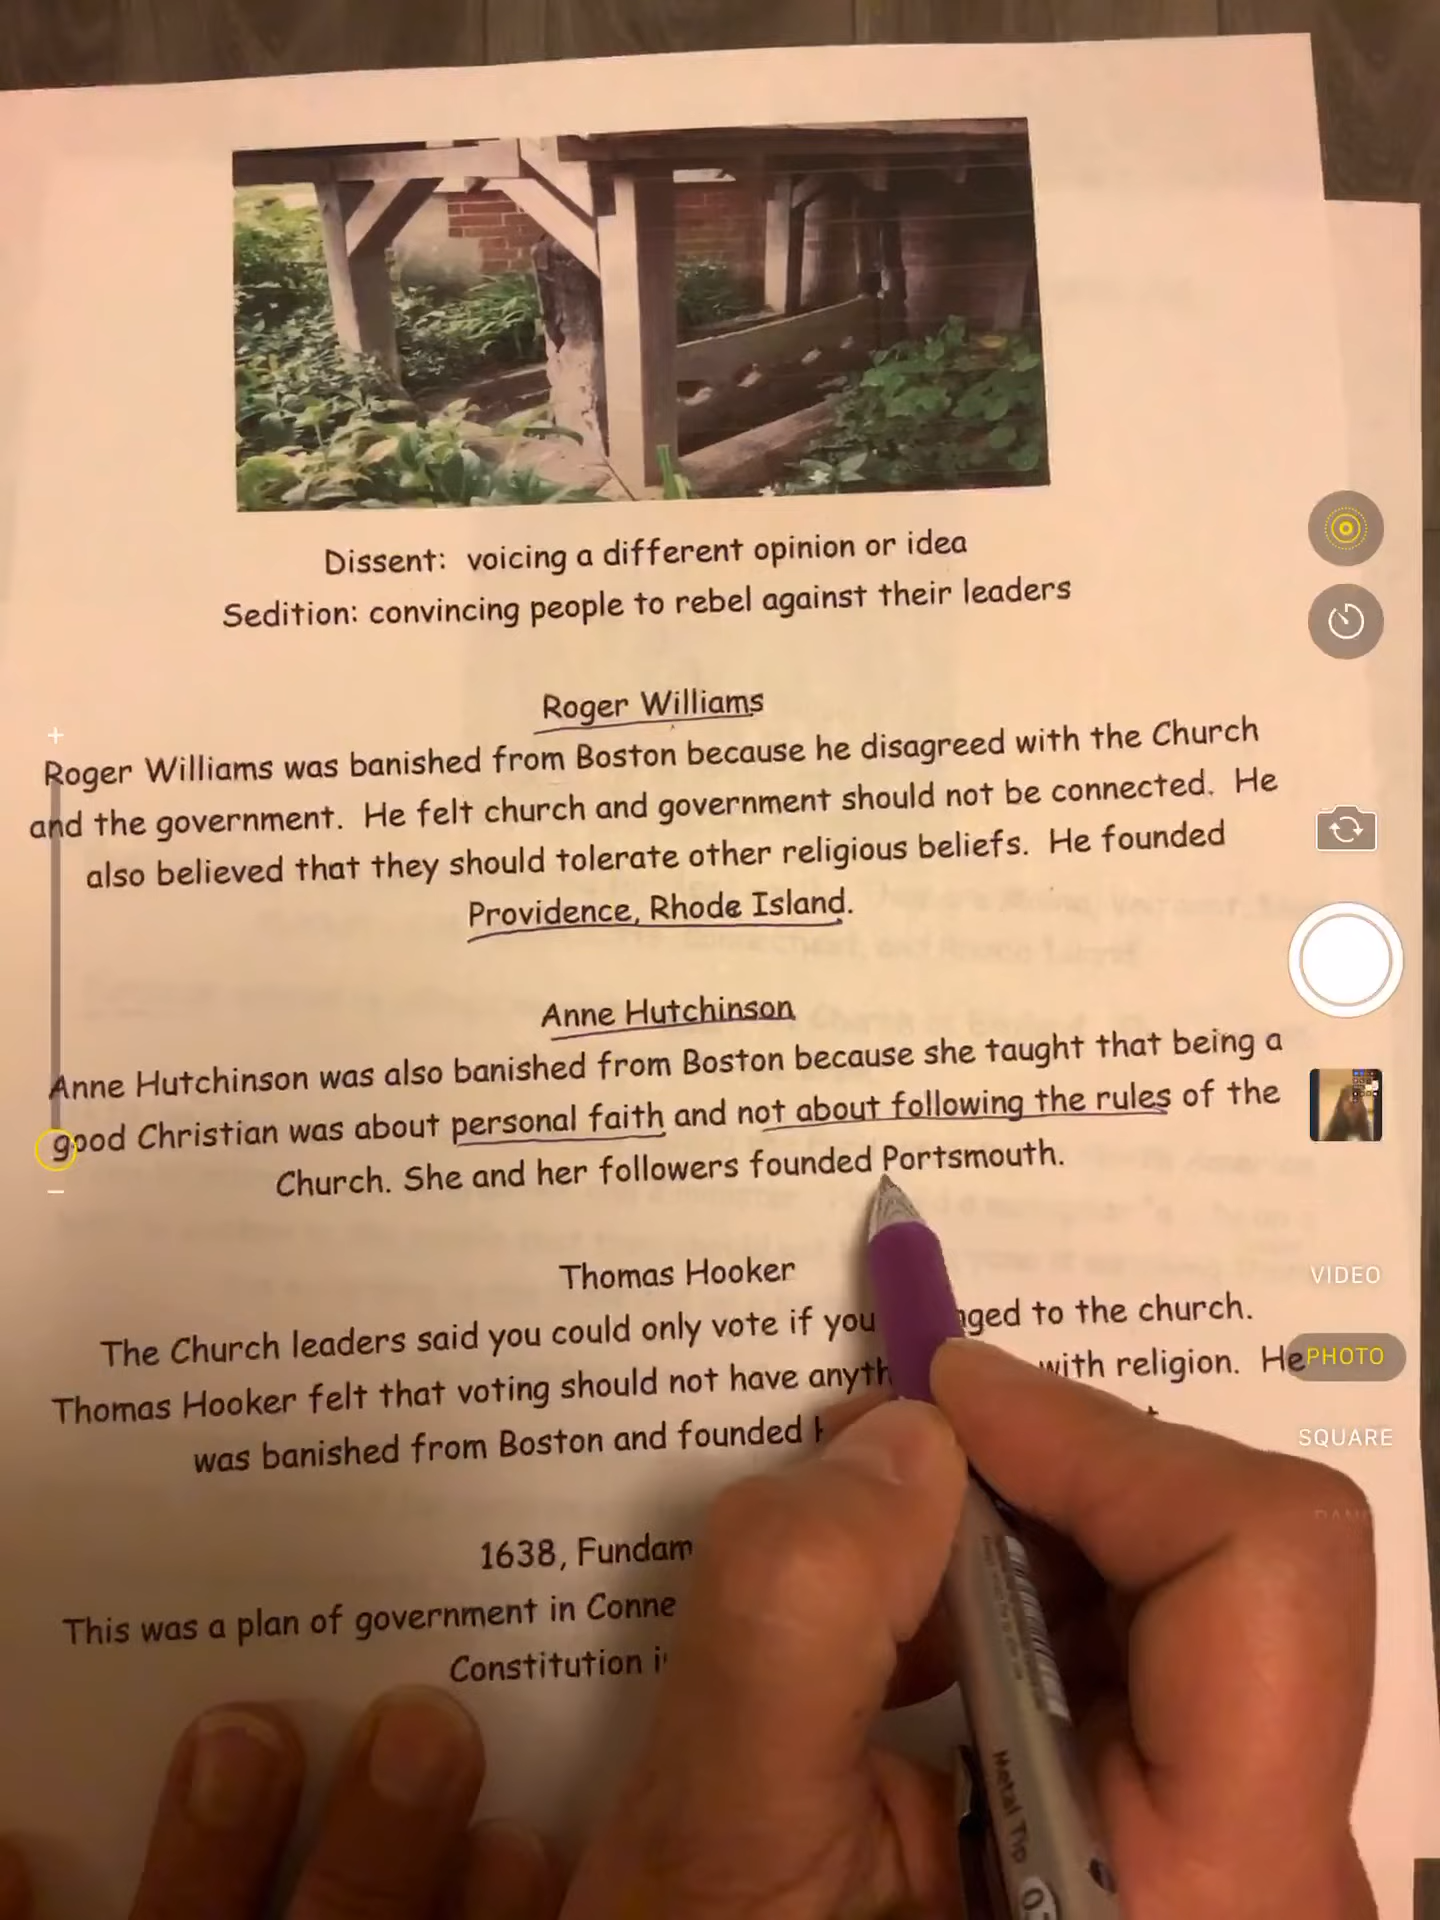 Dissent: voicing a different opinion or idea
Sedition: convincing people to rebel against their leaders
Roger Williams
Roger Williams was banished from Boston because he disagreed with the Church
and the government. He felt church and government should not be connected. He
also believed that they should tolerate other religious beliefs. He founded
Providence, Rhode Island.
Anne Hutchinson
Anne Hutchinson was also banished from Boston because she taught that being a
good Christian was about personal faith and not about following the rules of the
Church. She and her followers founded Portsmouth.
Thomas Hooker
The Church leaders said you could only vote if you nged to the church.
Thomas Hooker felt that voting should not have anyth with religion. He
was banished from Boston and founded
1638, Fundam
This was a plan of government in Conne
Constitution
VIDEO
PHOTO
SQUARE
Metal Tip